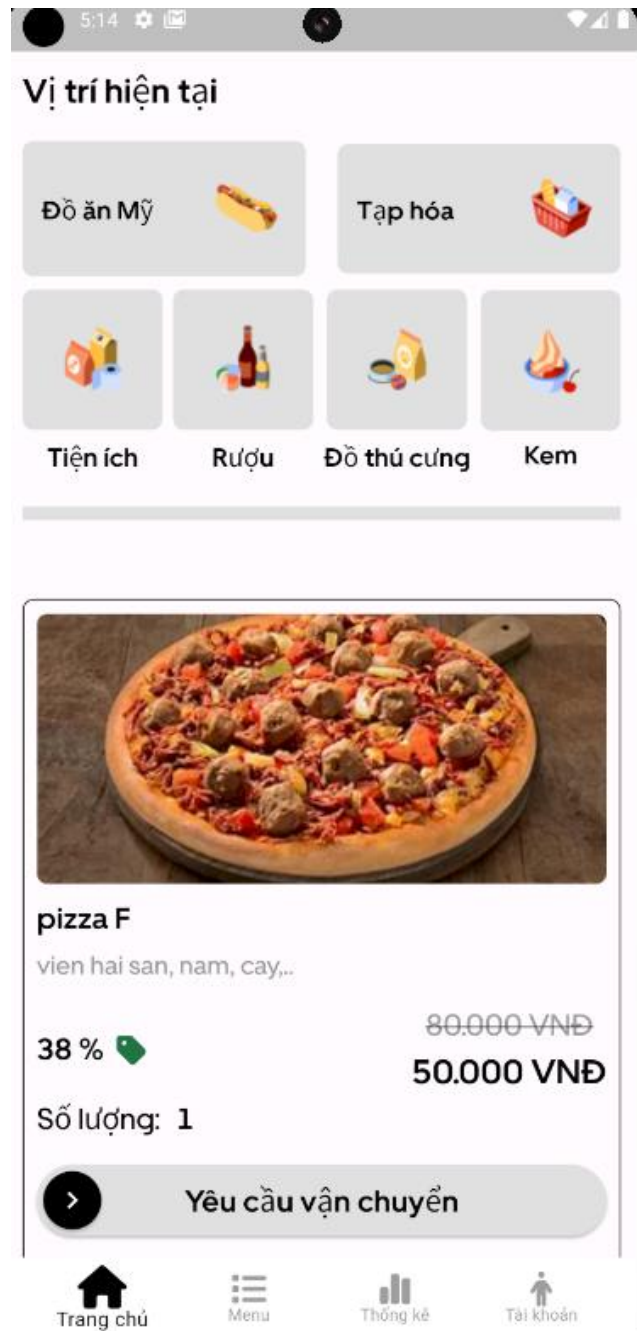 5:14
Vị trí hiện tại
Đồ ăn Mỹ
Tạp hóa
Tiện ích
Rượu
Đồ thú cưng
Kem
pizza F
vien hai san, nam, cay,..
80.000 VNĐ
38 %
50.000 VNĐ
Số lượng: 1
Yêu cầu vận chuyển
Trang chủ
Menu
Thống kê
Tài khoản